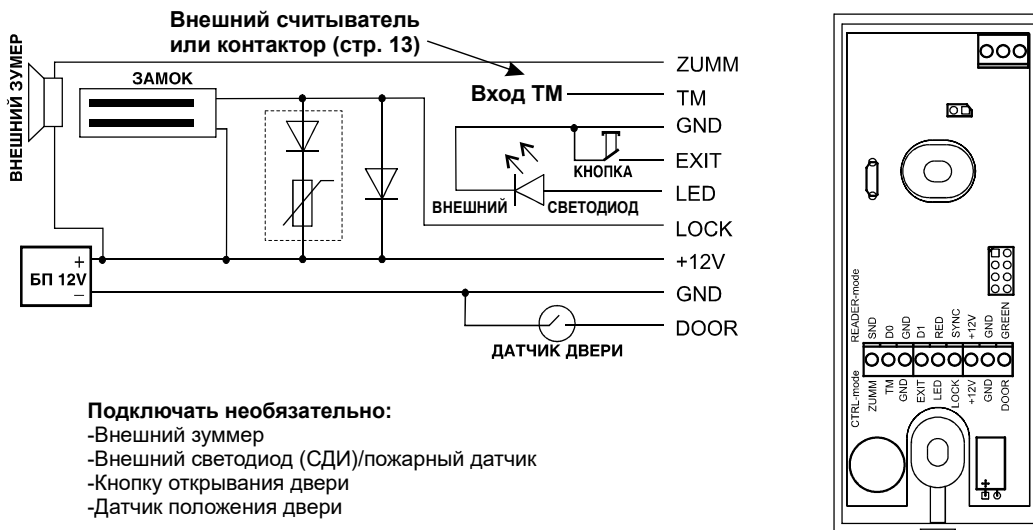 Внешний считыватель
или контактор (стр. 13)
ВНЕШНИЙ ЗУМЕР
ЗАМОК
Вход ТМ
ZUMM
TM
GND
EXIT
КНОПКА
LED
ВНЕШНИЙ СВЕТОДИОД
LOCK
+12V
БП 12V
+
–
GND
DOOR
ДАТЧИК ДВЕРИ
Подключать необязательно:
-Внешний зуммер
-Внешний светодиод (СДИ)/пожарный датчик
-Кнопку открывания двери
-Датчик положения двери
READER-mode
SND
D0
GND
D1
RED
SYNC
+12V
GND
GREEN
CTRL-mode
ZUMM
TM
GND
EXIT
LED
LOCK
+12V
GND
DOOR
+